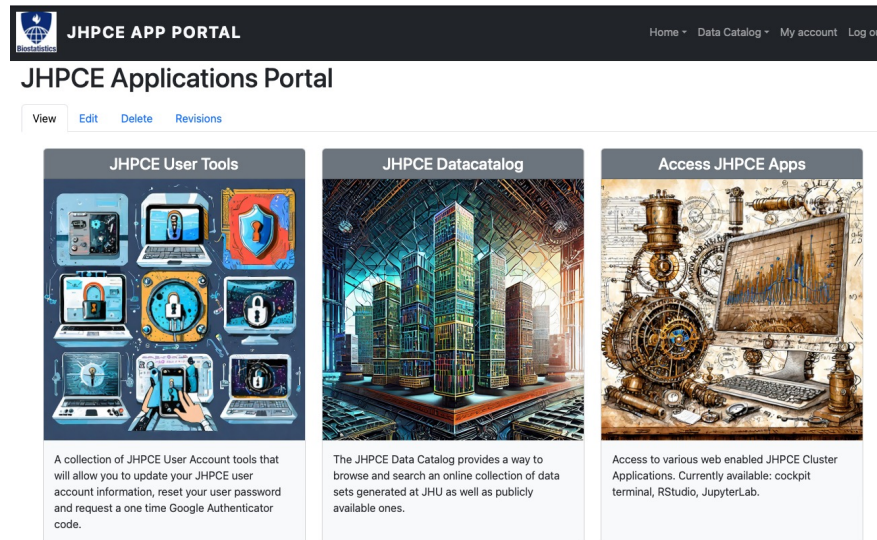 Biostatistics
JHPCE APP PORTAL
Home
Data Catalog
My account
Log
JHPCE Applications Portal
View
Edit
Delete
Revisions
JHPCE User Tools
A collection of JHPCE User Account tools that
will allow you to update your JHPCE user
account information, reset your user password
and request a one time Google Authenticator
code.
JHPCE Datacatalog
The JHPCE Data Catalog provides a way to
browse and search an online collection of data
sets generated at JHU as well as publicly
available ones.
Access JHPCE Apps
Access to various web enabled JHPCE Cluster
Applications. Currently available: cockpit
terminal, RStudio, JupyterLab.